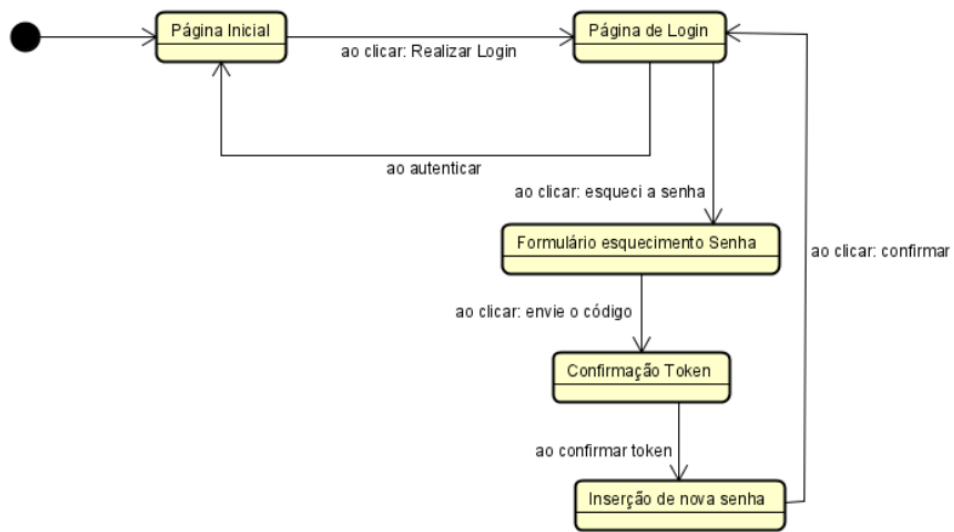 Página Inicial
Página de Login
ao clicar: Realizar Login
ao autenticar
ao clicar: esqueci a senha
Formulário esquecimento Senha
ao clicar: confirmar
ao clicar: envie o código
Confirmação Token
ao confirmar token
Inserção de nova senha